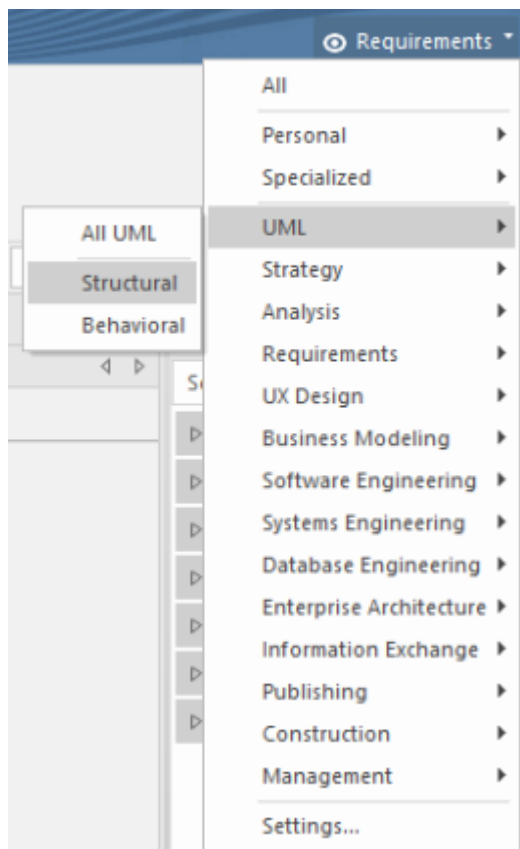 Requirements
All
Personal
Specialized
UML
Strategy
Analysis
Requirements
UX Design
Business Modeling
Software Engineering
Systems Engineering
Database Engineering
Enterprise Architecture
Information Exchange
Publishing
Construction
Management
Settings...
All UML
Structural
Behavioral